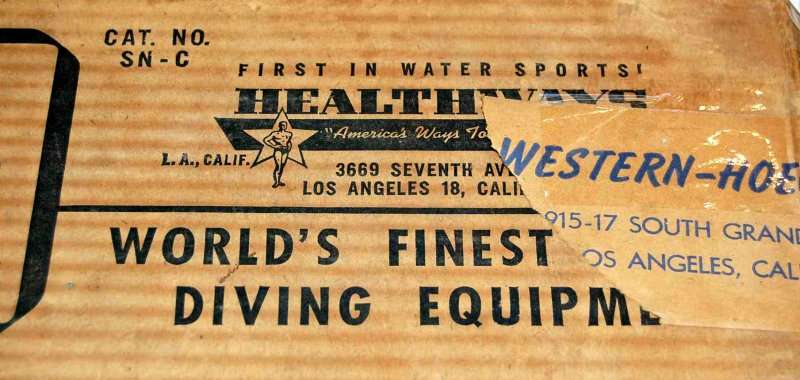 CAT. NO.
SN-C
FIRST IN WATER SPORTS!
HEALTHWAYS
"America's Ways To
L.A., CALIF.
3669 SEVENTH AV
LOS ANGELES 18, CALI
WORLD'S FINEST
DIVING EQUIPME
WESTERN-HOE
915-17 SOUTH GRAND
OS ANGELES, CAL